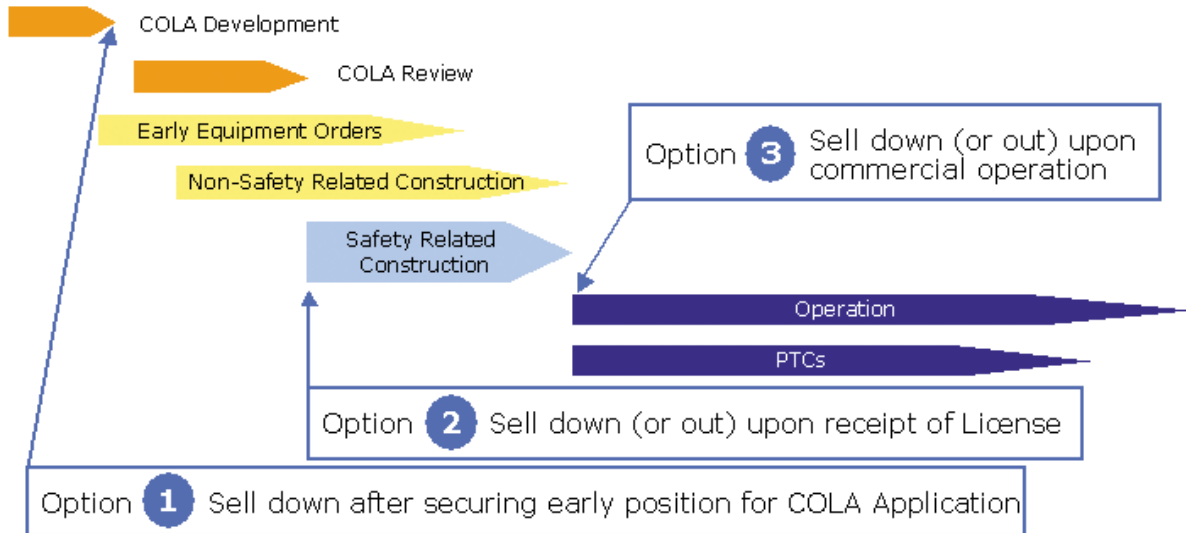 COLA Development
COLA Review
Early Equipment Orders
Non-Safety Related Construction
Option 3 Sell down (or out) upon
commercial operation
Safety Related
Construction
Operation
PTCs
Option 2 Sell down (or out) upon receipt of License
Option 1 Sell down after securing early position for COLA Application